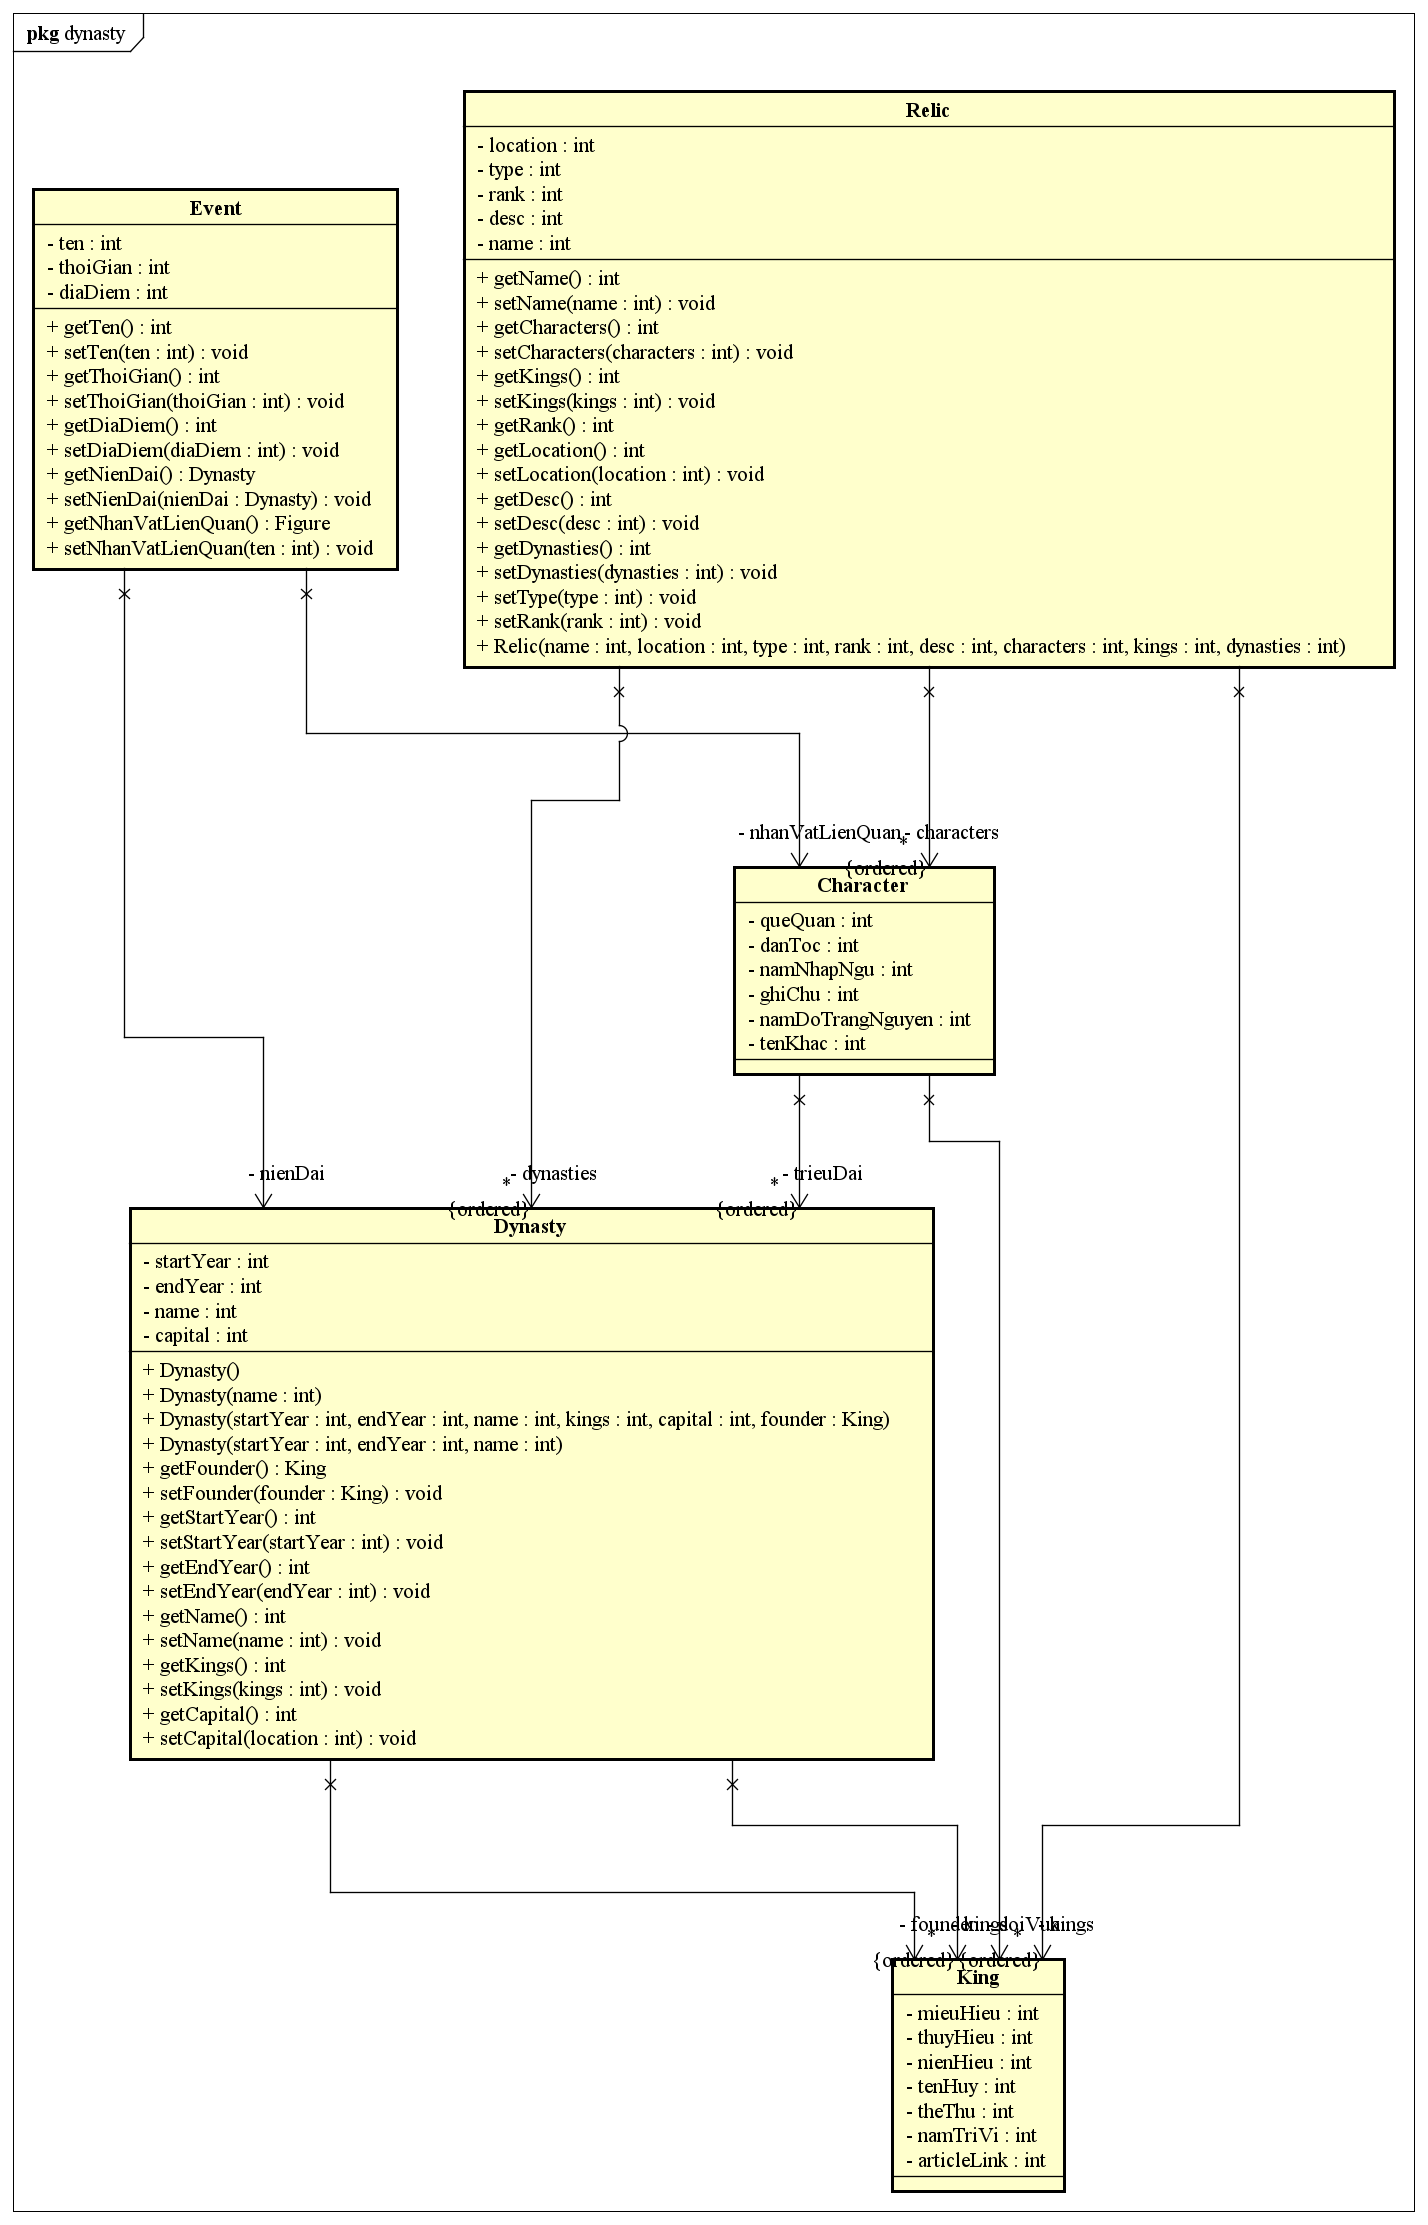 pkg dynasty
Relic
- location : int
- type : int
- rank : int
- desc : int
- name : int
+ getName() : int
+ setName(name : int) : void
+ getCharacters() : int
+ setCharacters(characters : int) : void
+ getKings() : int
+ setKings(kings : int) : void
+ getRank() : int
+ getLocation() : int
+ setLocation(location : int) : void
+ getDesc() : int
+ setDesc(desc : int) : void
+ getDynasties() : int
+ setDynasties(dynasties : int) : void
+ setType(type : int) : void
+ setRank(rank : int) : void
+ Relic(name : int, location : int, type : int, rank : int, desc : int, characters : int, kings : int, dynasties : int)
Event
- ten : int
- thoiGian : int
- diaDiem : int
+ getTen() : int
+ setTen(ten : int) : void
+ getThoiGian() : int
+ setThoiGian(thoiGian : int) : void
+ getDiaDiem() : int
+ setDiaDiem(diaDiem : int) : void
+ getNienDai() : Dynasty
+ setNienDai(nienDai : Dynasty) : void
+ getNhanVatLienQuan() : Figure
+ setNhanVatLienQuan(ten : int) : void
- nhanVatLienQuan
- characters
*
{ordered}
Character
- queQuan : int
- danToc : int
- namNhapNgu : int
- ghiChu : int
- namDoTrangNguyen : int
- tenKhac : int
- nienDai
- dynasties
*
{ordered}
- trieuDai
*
{ordered}
Dynasty
- startYear : int
- endYear : int
- name : int
- capital : int
+ Dynasty()
+ Dynasty(name : int)
+ Dynasty(startYear : int, endYear : int, name : int, kings : int, capital : int, founder : King)
+ Dynasty(startYear : int, endYear : int, name : int)
+ getFounder() : King
+ setFounder(founder : King) : void
+ getStartYear() : int
+ setStartYear(startYear : int) : void
+ getEndYear() : int
+ setEndYear(endYear : int) : void
+ getName() : int
+ setName(name : int) : void
+ getKings() : int
+ setKings(kings : int) : void
+ getCapital() : int
+ setCapital(location : int) : void
- founder
- kings
*
{ordered}
- doiVua
- kings
*
{ordered}
King
- mieuHieu : int
- thuyHieu : int
- nienHieu : int
- tenHuy : int
- theThu : int
- namTriVi : int
- articleLink : int